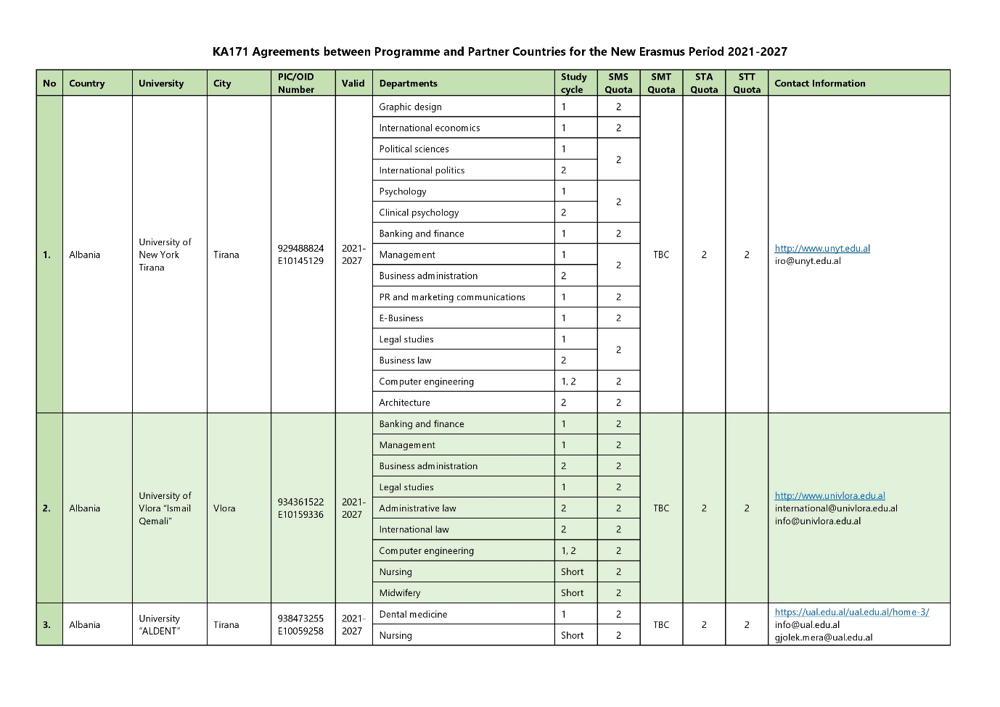 KA171 Agreements between Programme and Partner Countries for the New Erasmus Period 2021-2027
No Country University City PIC/OID Number Valid Departments Study cycle SMS Quota SMT Quota STA Quota STT Quota Contact Information
1. Albania University of New York Tirana Tirana 929488824 E10145129 2021-2027 TBC 2 2 http://www.unyt.edu.al iro@unyt.edu.al
Graphic design 1 2
International economics 1 2
Political sciences 1 2
International politics 2
Psychology 1 2
Clinical psychology 2
Banking and finance 1 2
Management 1 2
Business administration 2
PR and marketing communications 1 2
E-Business 1 2
Legal studies 1 2
Business law 2
Computer engineering 1, 2 2
Architecture 2 2
2. Albania University of Vlora “Ismail Qemali” Vlora 934361522 E10159336 2021-2027 TBC 2 2 http://www.univlora.edu.al international@univlora.edu.al info@univlora.edu.al
Banking and finance 1 2
Management 1 2
Business administration 2 2
Legal studies 1 2
Administrative law 2 2
International law 2 2
Computer engineering 1, 2 2
Nursing Short 2
Midwifery Short 2
3. Albania University “ALDENT” Tirana 938473255 E10059258 2021-2027 TBC 2 2 https://ual.edu.al/ual.edu.al/home-3/ info@ual.edu.al gjolek.mera@ual.edu.al
Dental medicine 1 2
Nursing Short 2